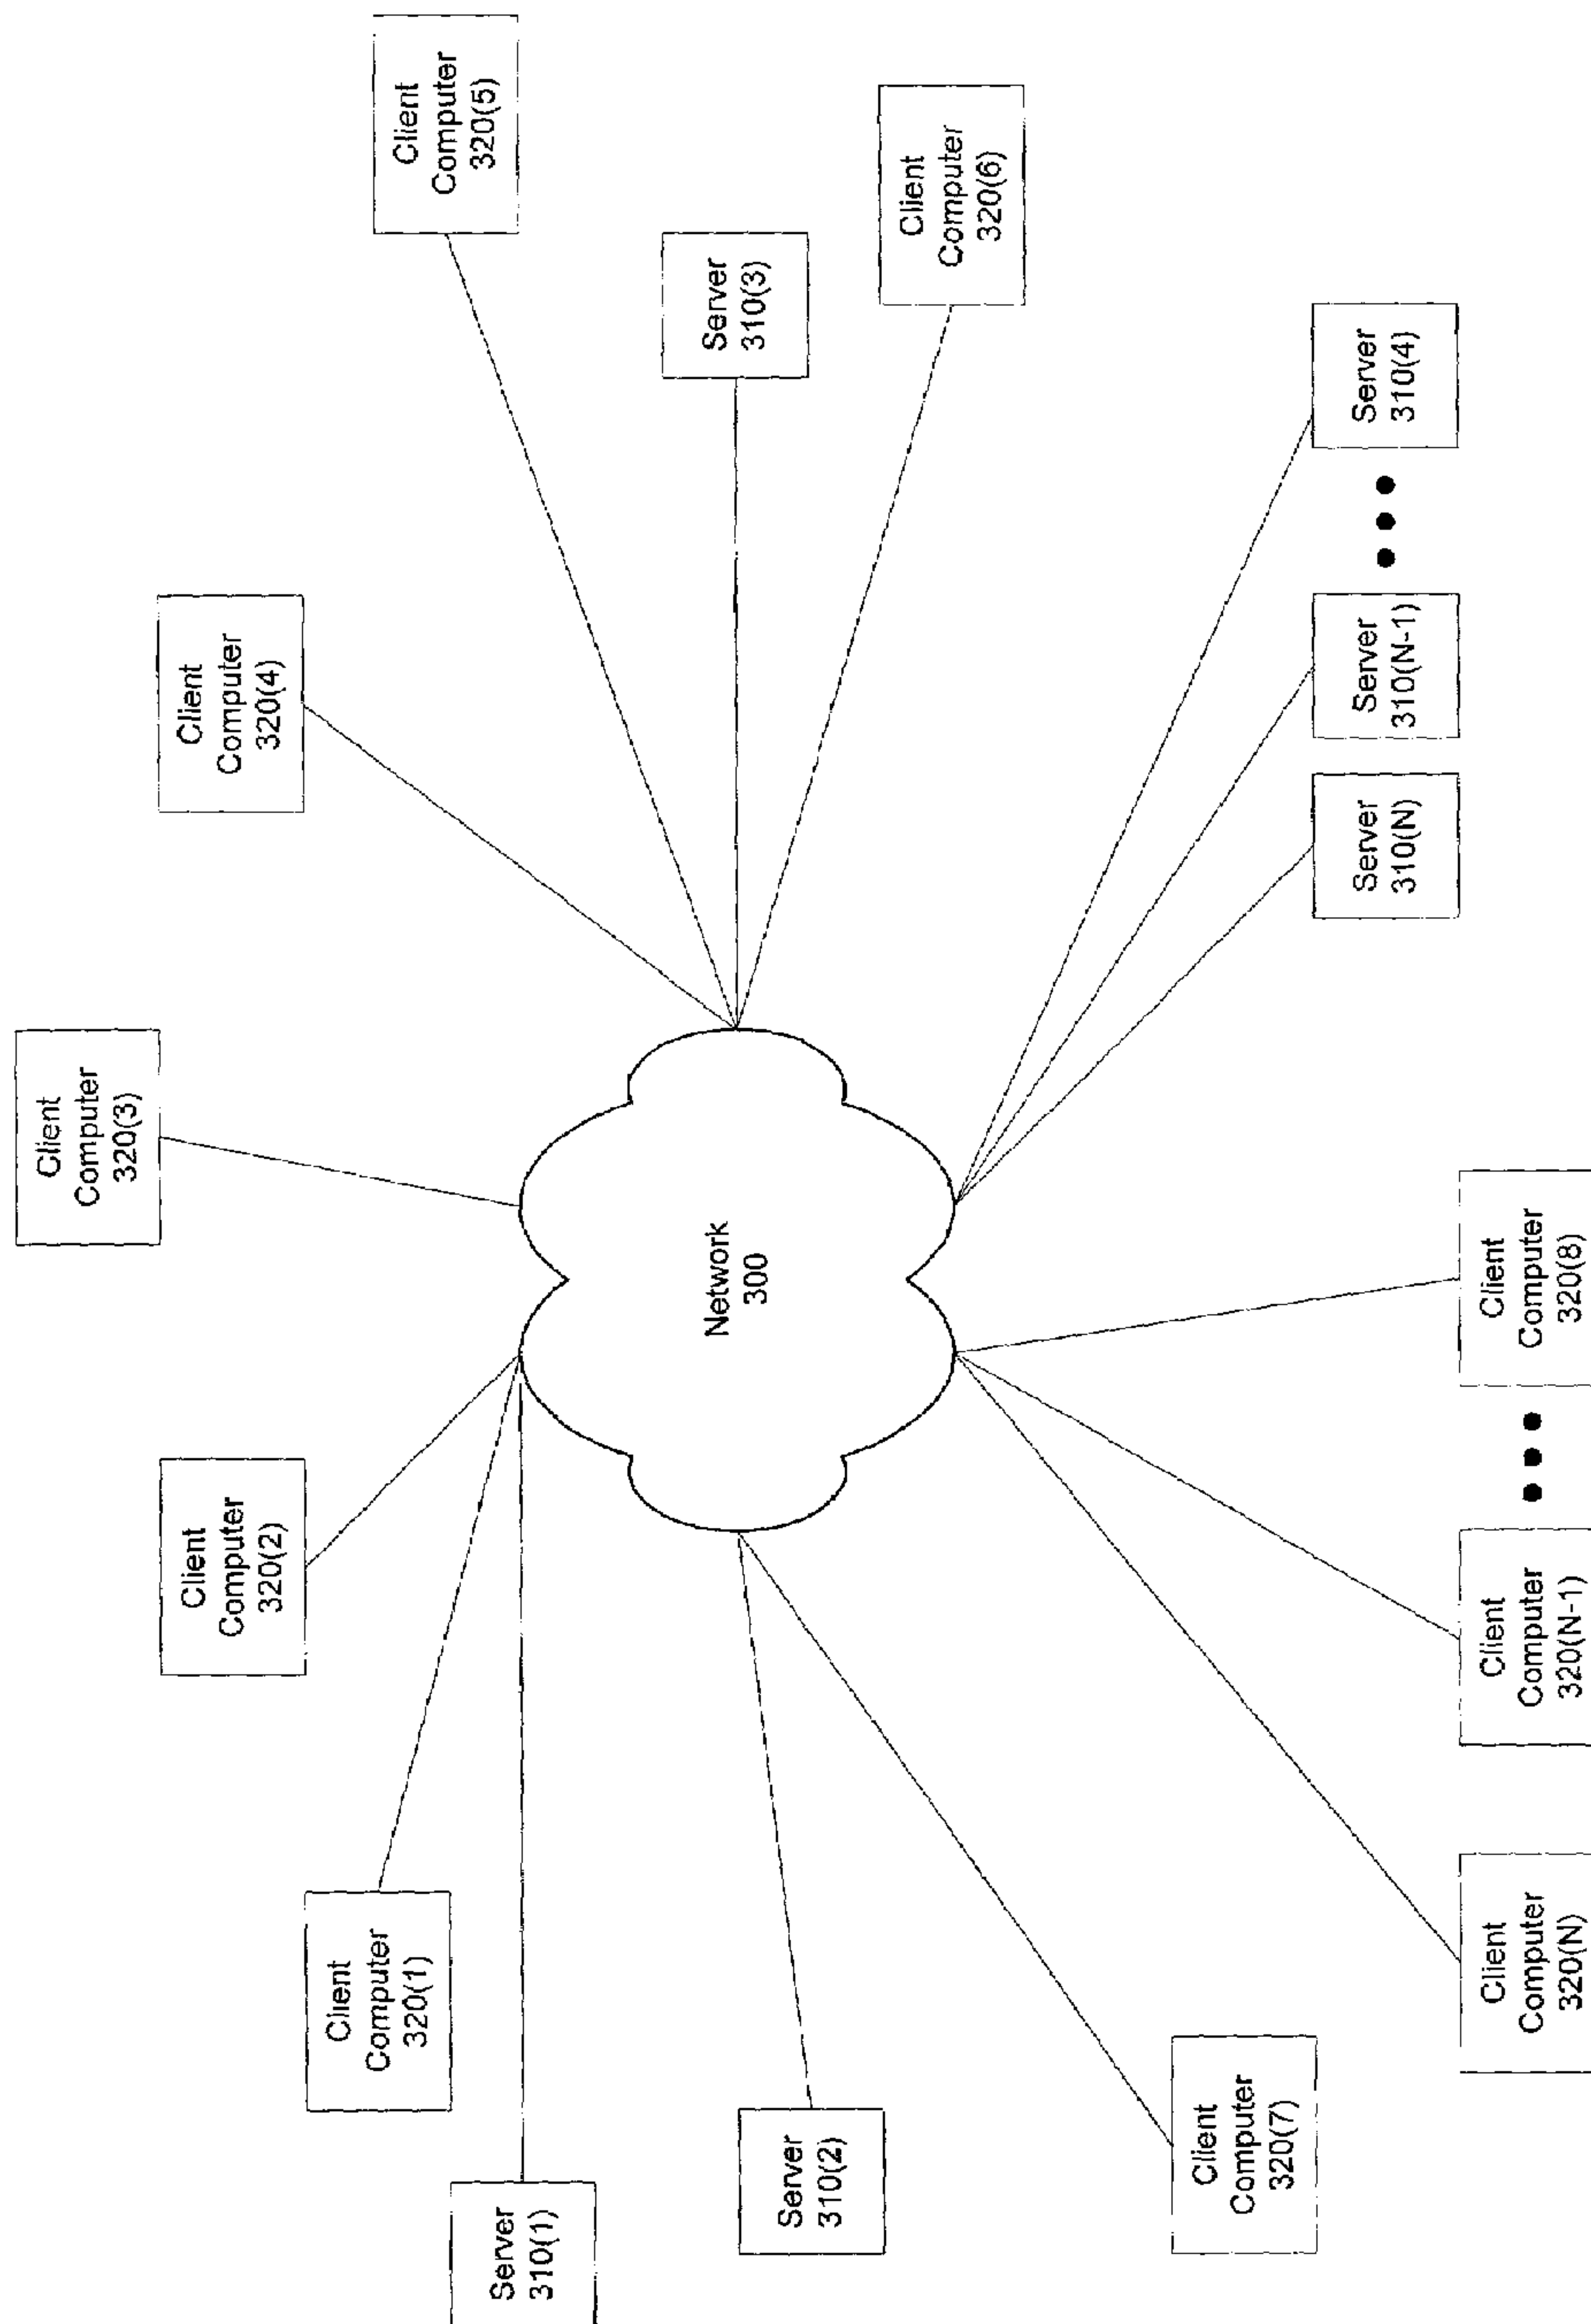 Client
Computer
320(3)
Client
Computer
320(2)
Client
Computer
320(4)
Client
Computer
320(1)
Client
Computer
320(5)
Server
310(1)
Server
310(3)
Network
300
Server
310(2)
Client
Computer
320(6)
Client
Computer
320(7)
Server
310(N)
Server
310(N-1)
Server
310(4)
Client
Computer
320(N)
Client
Computer
320(N-1)
Client
Computer
320(8)